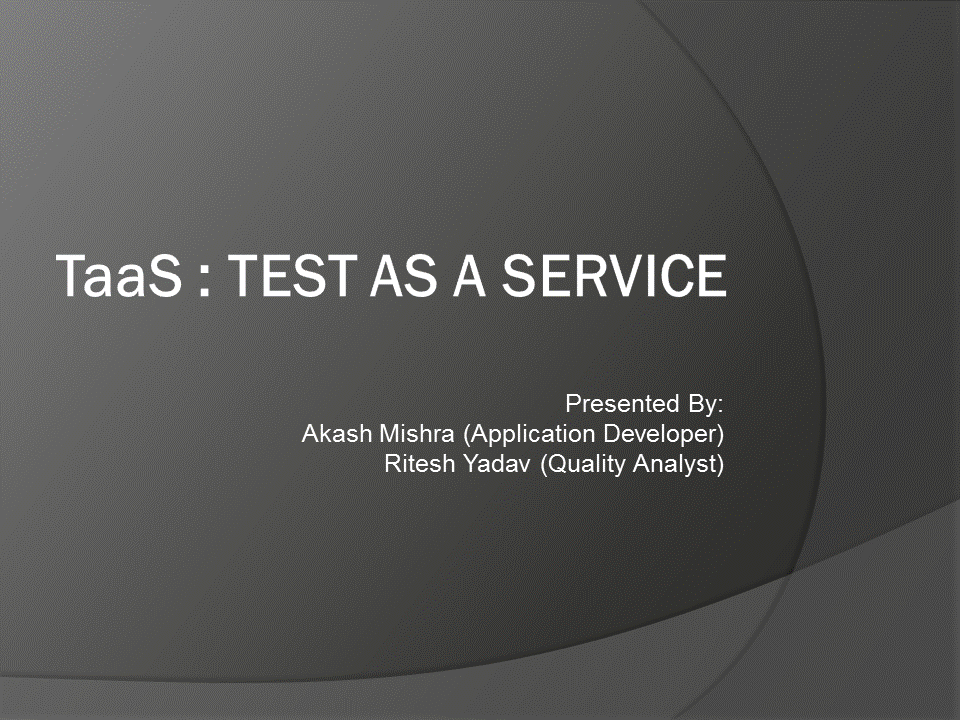 TaaS : TEST AS A SERVICE
Presented By:
Akash Mishra (Application Developer)
Ritesh Yadav (Quality Analyst)